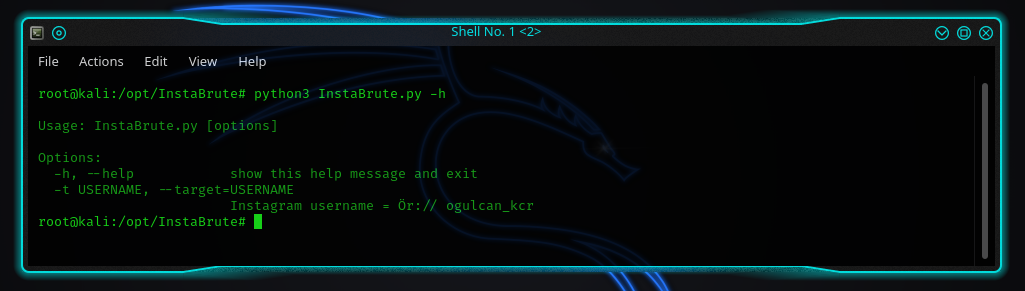 Shell No. 1 <2>
File Actions Edit View Help
root@kali:/opt/InstaBrute# python3 InstaBrute.py -h
Usage: InstaBrute.py [options]
Options:
-h, --help show this help message and exit
-t USERNAME, --target=USERNAME
Instagram username = Ör:// ogulcan_kcr
root@kali:/opt/InstaBrute#